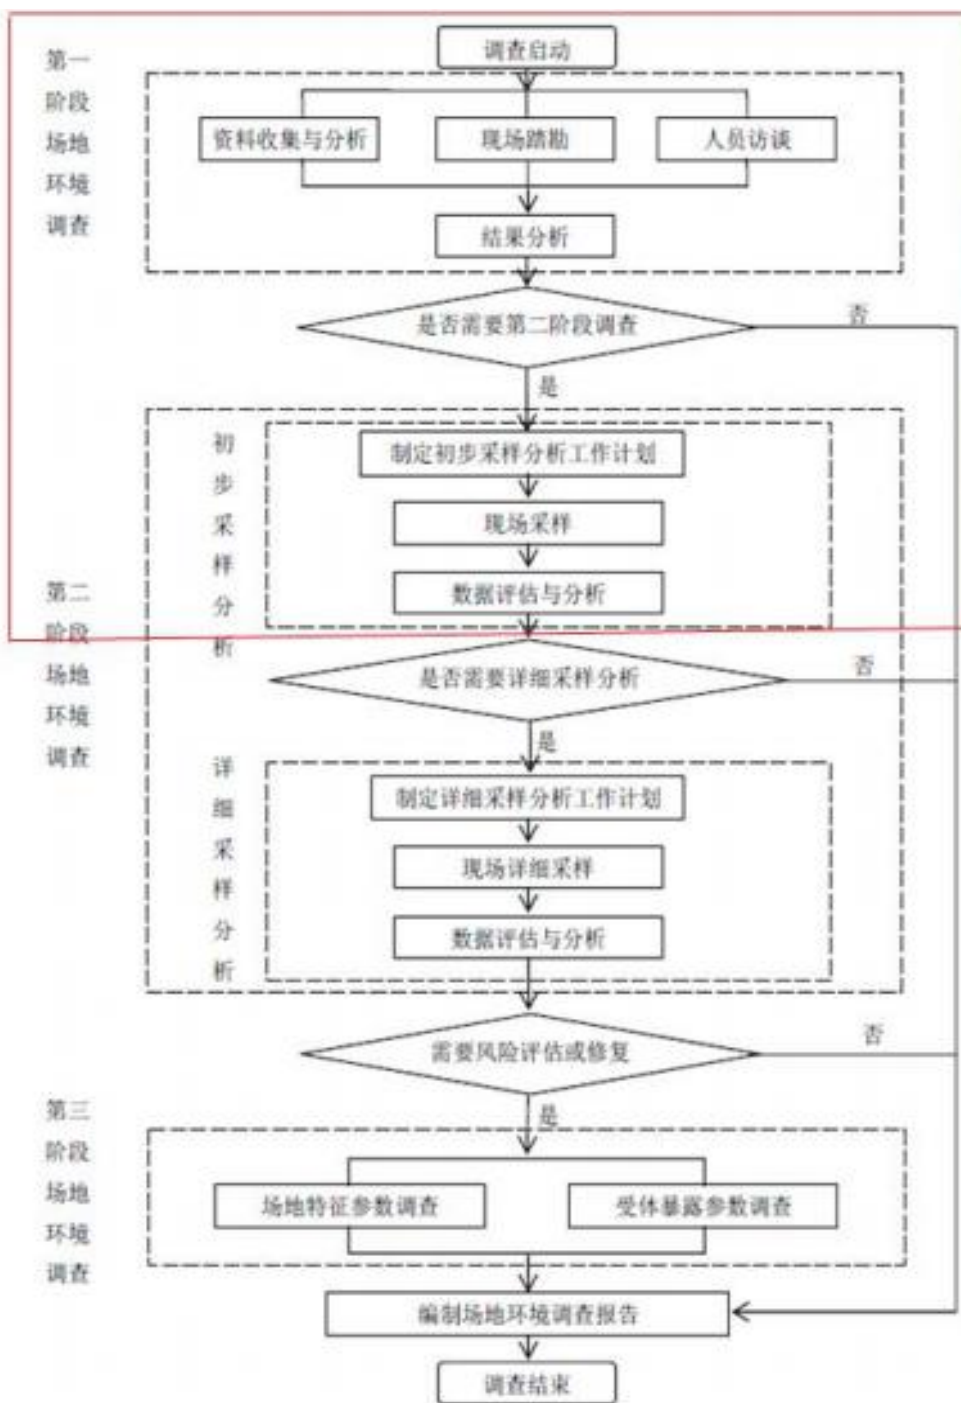 调查启动
第一阶段场地环境调查
资料收集与分析
现场踏勘
人员访谈
结果分析
是否需要第二阶段调查
否
是
第二阶段场地环境调查
初步采样分析
制定初步采样分析工作计划
现场采样
数据评估与分析
是否需要详细采样分析
否
是
详细采样分析
制定详细采样分析工作计划
现场详细采样
数据评估与分析
需要风险评估或修复
否
是
第三阶段场地环境调查
场地特征参数调查
受体暴露参数调查
编制场地环境调查报告
调查结束